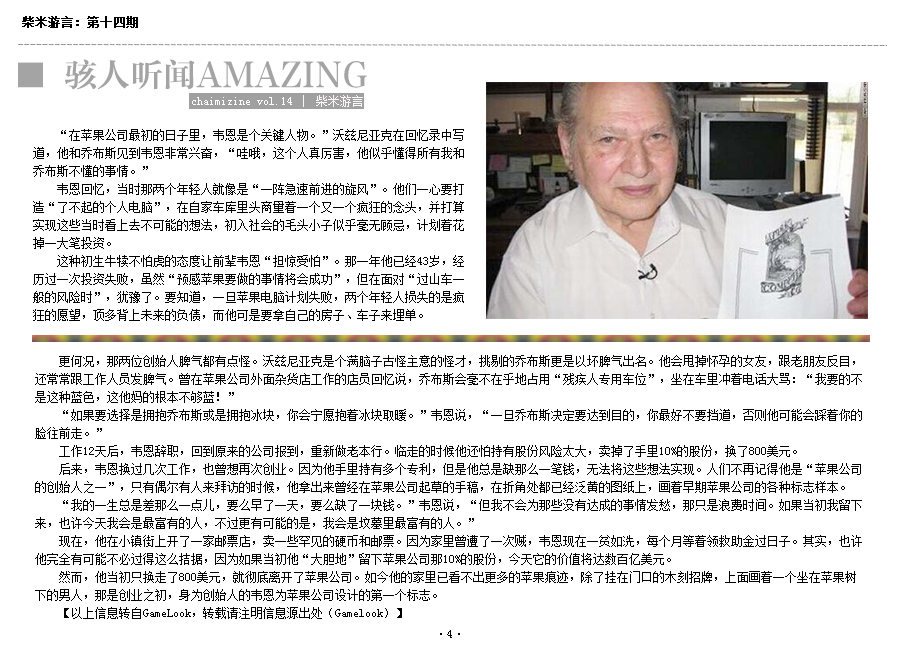 柴米游言：第十四期
骇人听闻AMAZING
chaimizine vol.14 | 柴米游言
“在苹果公司最初的日子里，韦恩是个关键人物。”沃兹尼亚克在回忆录中写
道，他和乔布斯见到韦恩非常兴奋，“哇哦，这个人真厉害，他似乎懂得所有我和
乔布斯不懂的事情。”
韦恩回忆，当时那两个年轻人就像是“一阵急速前进的旋风”。他们一心要打
造“了不起的个人电脑”，在自家车库里头商量着一个又一个疯狂的念头，并打算
实现这些当时看上去不可能的想法，初入社会的毛头小子似乎毫无顾忌，计划着花
掉一大笔投资。
这种初生牛犊不怕虎的态度让前辈韦恩“担惊受怕”。那一年他已经43岁，经
历过一次投资失败，虽然“预感苹果要做的事情将会成功”，但在面对“过山车一
般的风险时”，犹豫了。要知道，一旦苹果电脑计划失败，两个年轻人损失的是疯
狂的愿望，顶多背上未来的负债，而他可是要拿自己的房子、车子来埋单。
APPLE COMPUTER CO
更何况，那两位创始人脾气都有点怪。沃兹尼亚克是个满脑子古怪主意的怪才，挑剔的乔布斯更是以坏脾气出名。他会甩掉怀孕的女友，跟老朋友反目，
还常常跟工作人员发脾气。曾在苹果公司外面杂货店工作的店员回忆说，乔布斯会毫不在乎地占用“残疾人专用车位”，坐在车里冲着电话大骂：“我要的不
是这种蓝色，这他妈的根本不够蓝！”
“如果要选择是拥抱乔布斯或是拥抱冰块，你会宁愿抱着冰块取暖。”韦恩说，“一旦乔布斯决定要达到目的，你最好不要挡道，否则他可能会踩着你的
脸往前走。”
工作12天后，韦恩辞职，回到原来的公司报到，重新做老本行。临走的时候他还怕持有股份风险太大，卖掉了手里10%的股份，换了800美元。
后来，韦恩换过几次工作，也曾想再次创业。因为他手里持有多个专利，但是他总是缺那么一笔钱，无法将这些想法实现。人们不再记得他是“苹果公司
的创始人之一”，只有偶尔有人来拜访的时候，他拿出来曾经在苹果公司起草的手稿，在折角处都已经泛黄的图纸上，画着早期苹果公司的各种标志样本。
“我的一生总是差那么一点儿，要么早了一天，要么缺了一块钱。”韦恩说，“但我不会为那些没有达成的事情发愁，那只是浪费时间。如果当初我留下
来，也许今天我会是最富有的人，不过更有可能的是，我会是坟墓里最富有的人。”
现在，他在小镇街上开了一家邮票店，卖一些罕见的硬币和邮票。因为家里曾遭了一次贼，韦恩现在一贫如洗，每个月等着领救助金过日子。其实，也许
他完全有可能不必过得这么拮据，因为如果当初他“大胆地”留下苹果公司那10%的股份，今天它的价值将达数百亿美元。
然而，他当初只换走了800美元，就彻底离开了苹果公司。如今他的家里已看不出更多的苹果痕迹，除了挂在门口的木刻招牌，上面画着一个坐在苹果树
下的男人，那是创业之初，身为创始人的韦恩为苹果公司设计的第一个标志。
【以上信息转自GameLook，转载请注明信息源出处（Gamelook）】
·4·